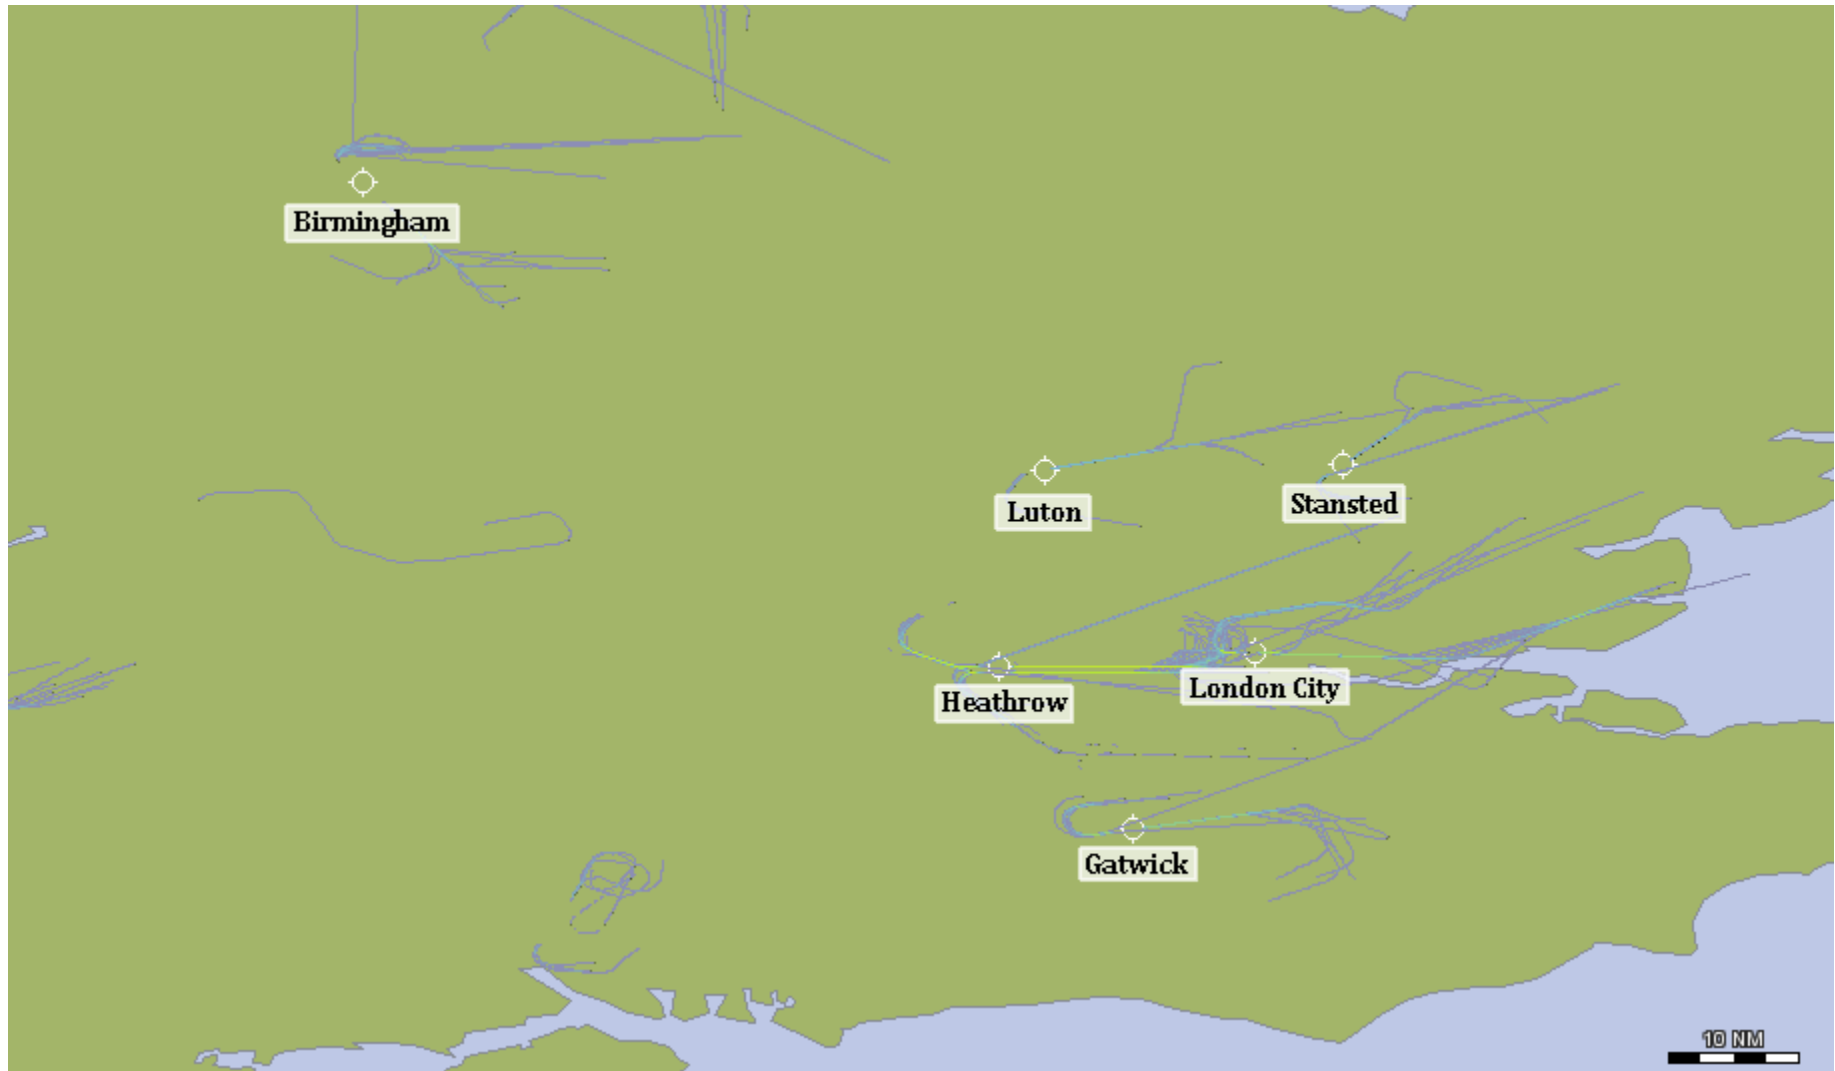 Birmingham
Luton
Stansted
Heathrow
London City
Gatwick
10 NM